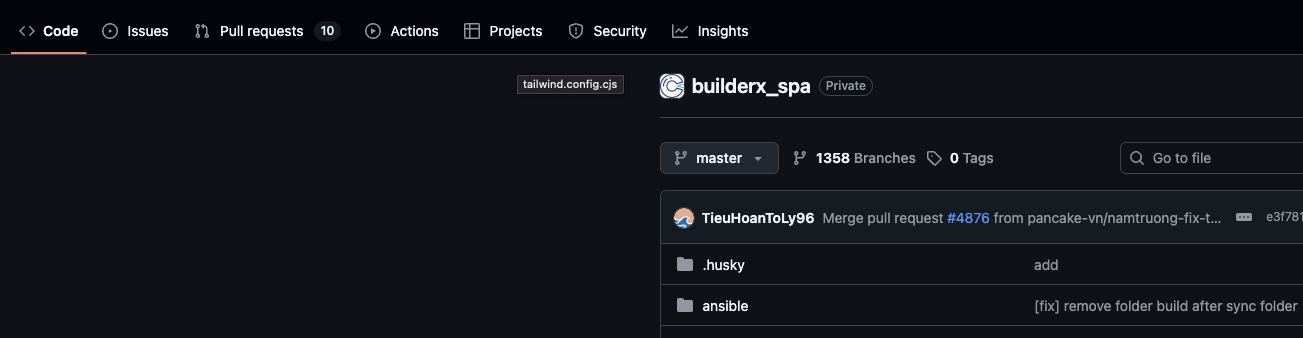 Code Issues Pull requests 10 Actions Projects Security Insights
tailwind.config.cjs
builderx_spa Private
master 1358 Branches 0 Tags Go to file
TieuHoanToLy96 Merge pull request #4876 from pancake-vn/namtruong-fix-t... e3f781
.husky add
ansible [fix] remove folder build after sync folder